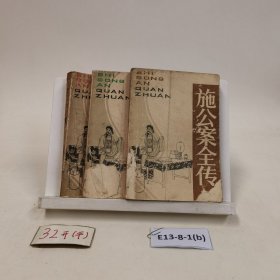 SHI
GONG
AN
QUAN
ZHUAN
SHI
GONG
AN
QUAN
ZHUAN
施公案全传
32开(平)
E13-8-1(b)